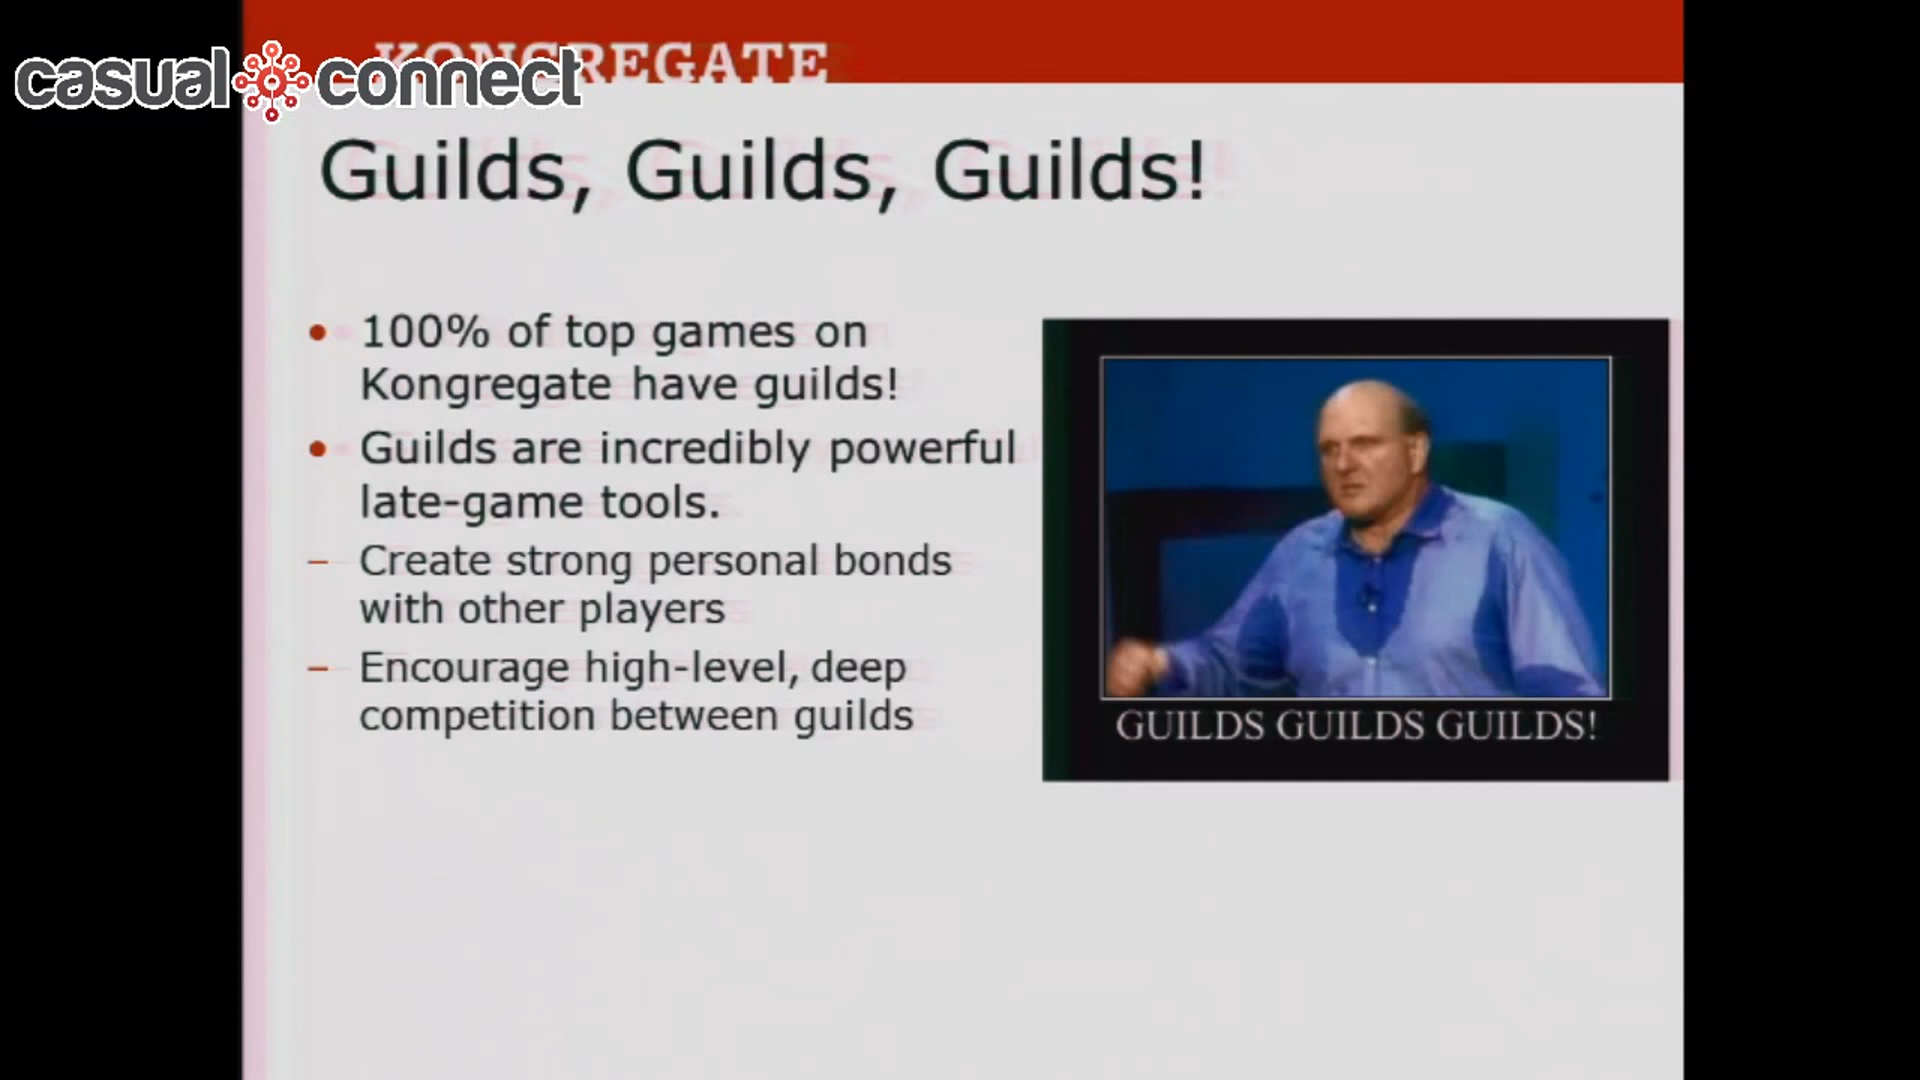 KONGREGATE
casual connect
Guilds, Guilds, Guilds!
• 100% of top games on
Kongregate have guilds!
• Guilds are incredibly powerful
late-game tools.
– Create strong personal bonds
with other players
– Encourage high-level, deep
competition between guilds
GUILDS GUILDS GUILDS!